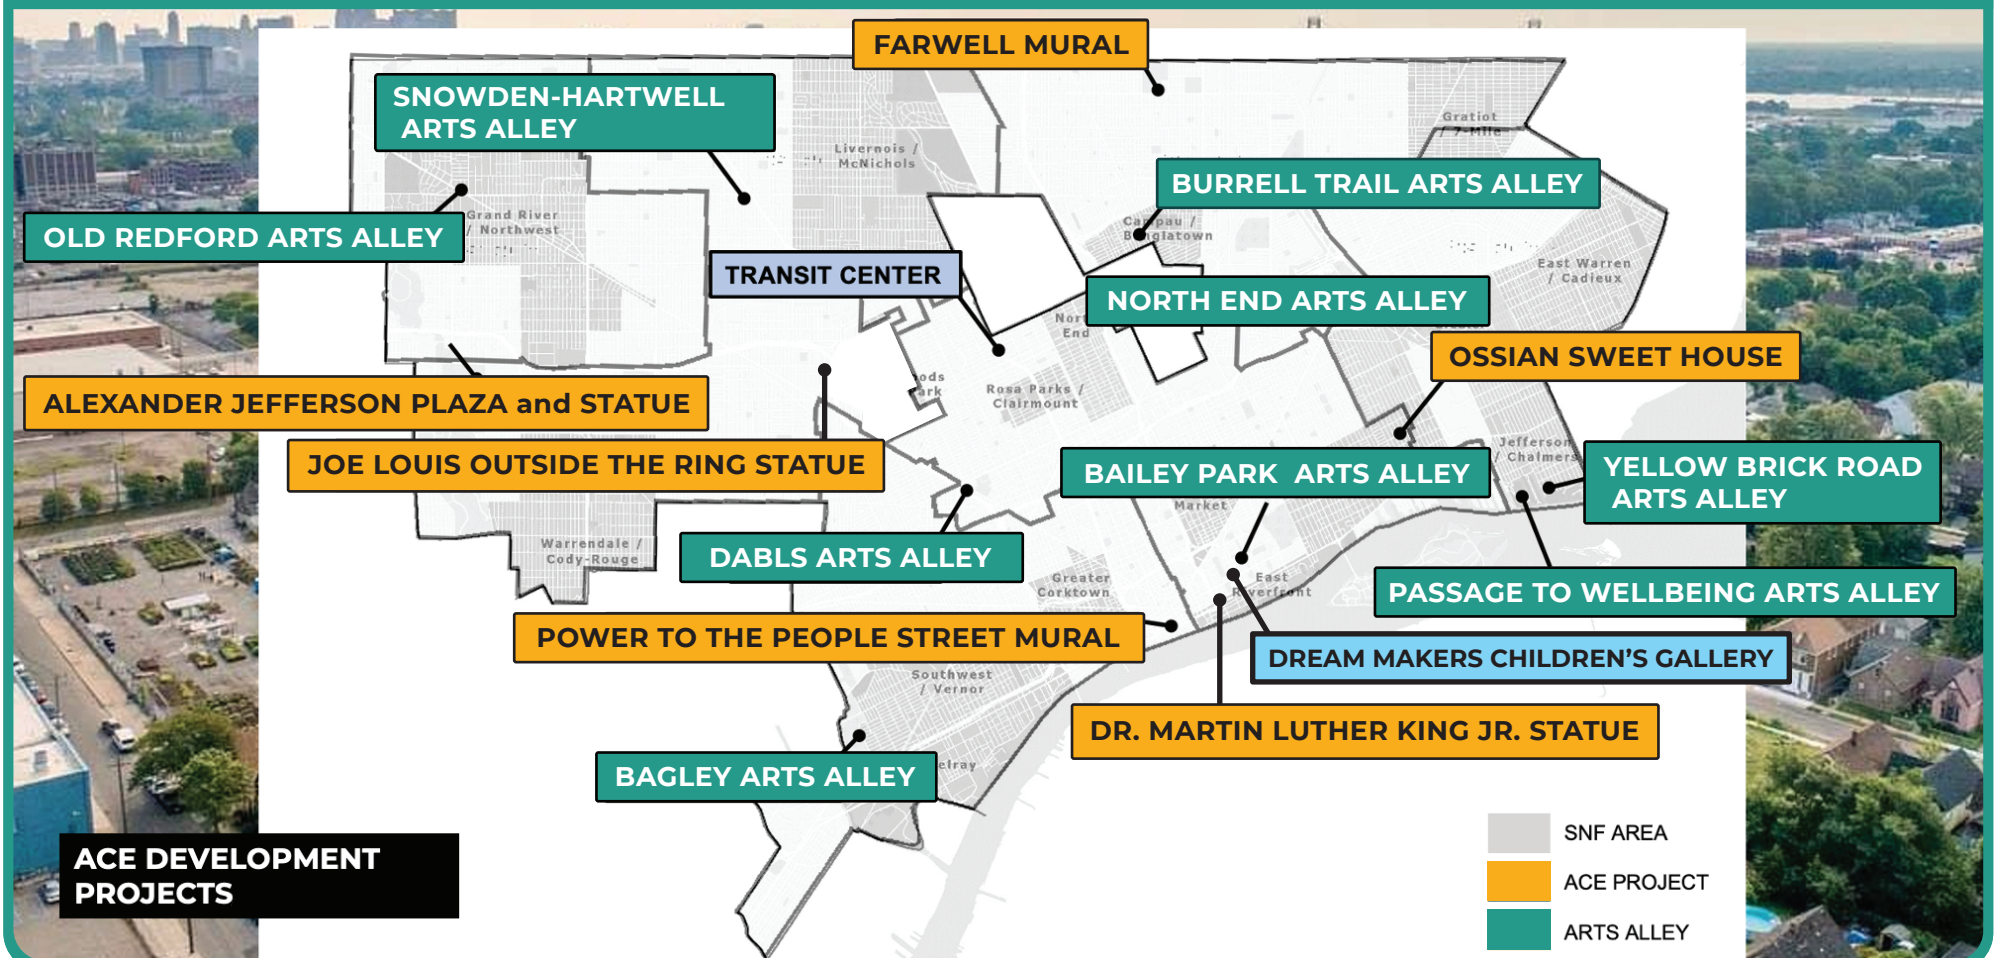 FARWELL MURAL
SNOWDEN-HARTWELL
ARTS ALLEY
Gratiot
/ 7-Mile
Livernois /
McNichols
BURRELL TRAIL ARTS ALLEY
OLD REDFORD ARTS ALLEY
Grand River
/ Northwest
Campau /
Banglatown
TRANSIT CENTER
East Warren
/ Cadieux
NORTH END ARTS ALLEY
End
OSSIAN SWEET HOUSE
ALEXANDER JEFFERSON PLAZA and STATUE
Rosa Parks /
Clairmount
JOE LOUIS OUTSIDE THE RING STATUE
BAILEY PARK ARTS ALLEY
Jefferson
/ Chalmers
YELLOW BRICK ROAD
ARTS ALLEY
Market
Warrendale /
Cody-Rouge
DABLS ARTS ALLEY
Greater
Corktown
East
Riverfront
PASSAGE TO WELLBEING ARTS ALLEY
POWER TO THE PEOPLE STREET MURAL
DREAM MAKERS CHILDREN'S GALLERY
Southwest
/ Vernor
DR. MARTIN LUTHER KING JR. STATUE
BAGLEY ARTS ALLEY
ACE DEVELOPMENT
PROJECTS
SNF AREA
ACE PROJECT
ARTS ALLEY